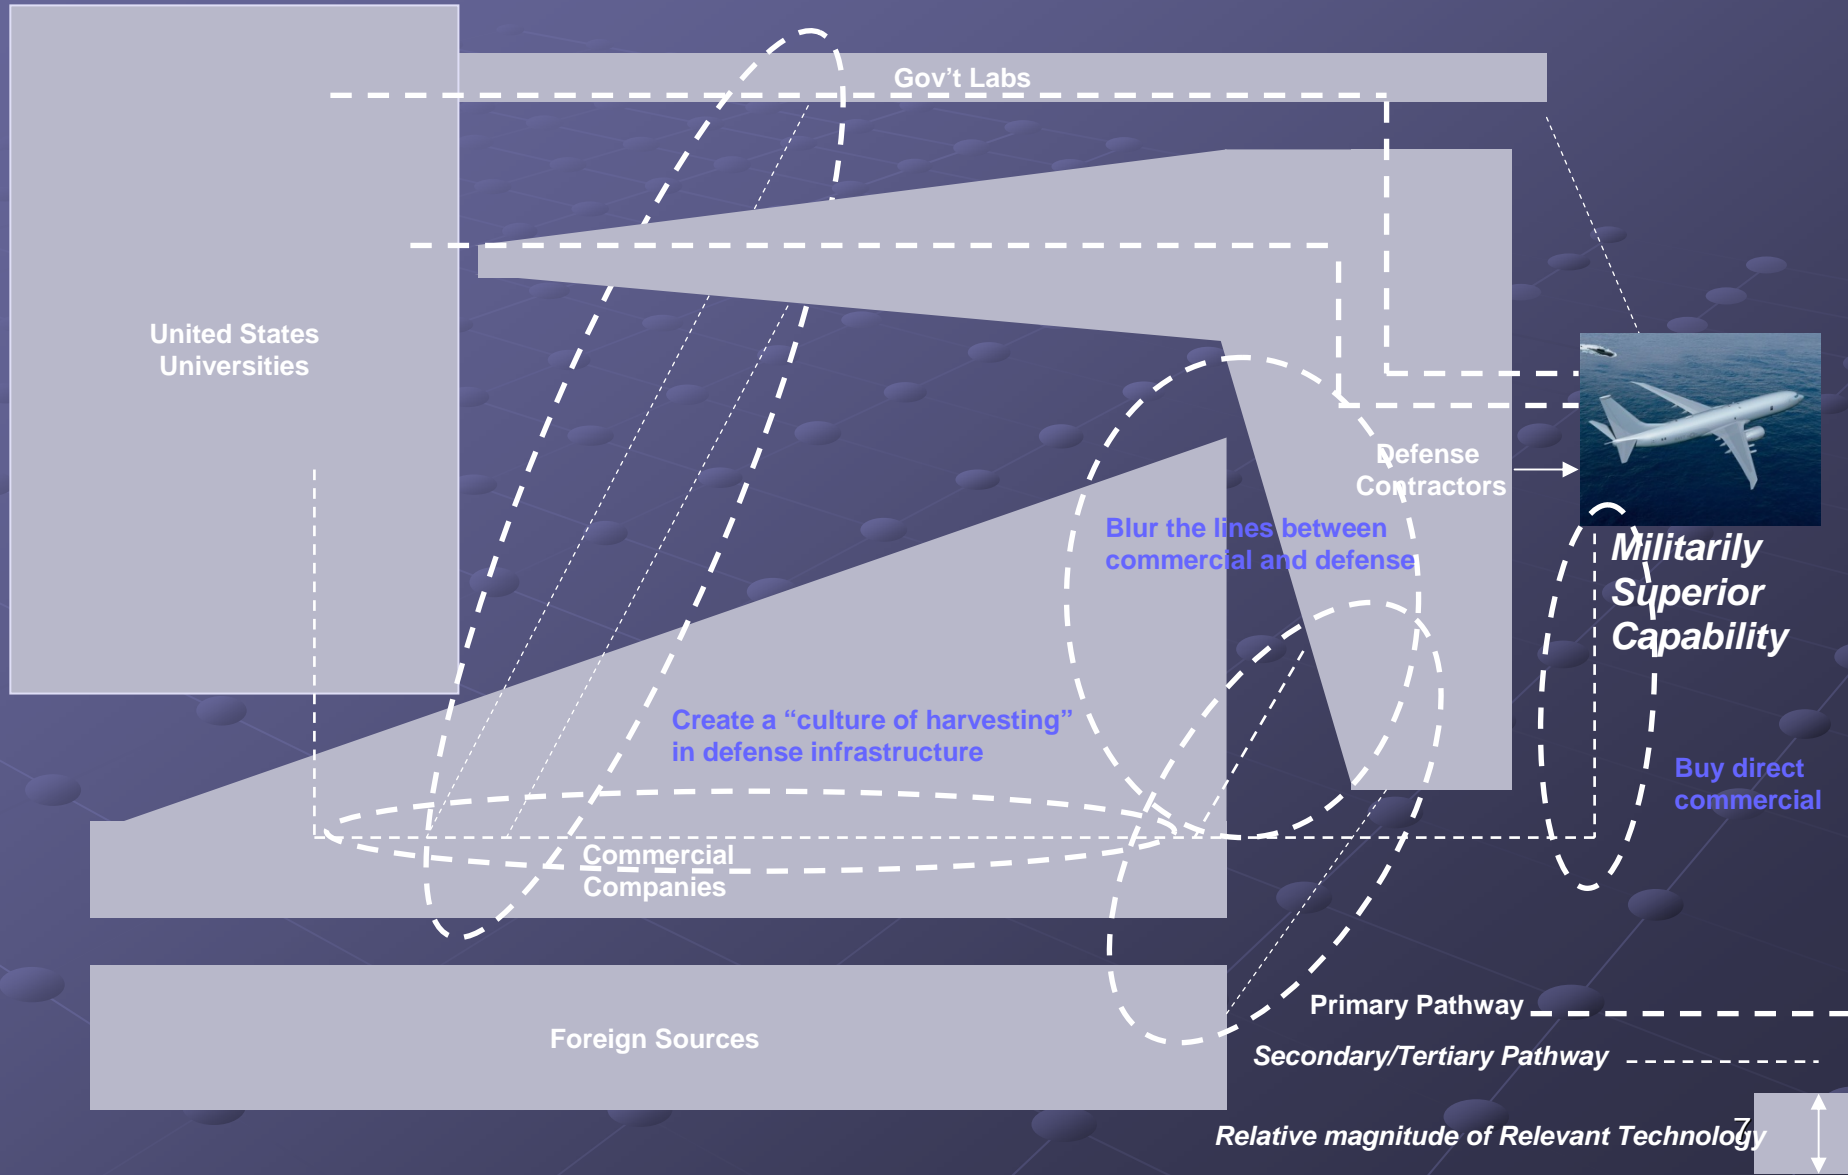 Gov't Labs
United States
Universities
Defense
Contractors
Blur the lines between
commercial and defense
Militarily
Superior
Capability
Create a “culture of harvesting”
in defense infrastructure
Buy direct
commercial
Commercial
Companies
Primary Pathway
Foreign Sources
Secondary/Tertiary Pathway
Relative magnitude of Relevant Technology
7